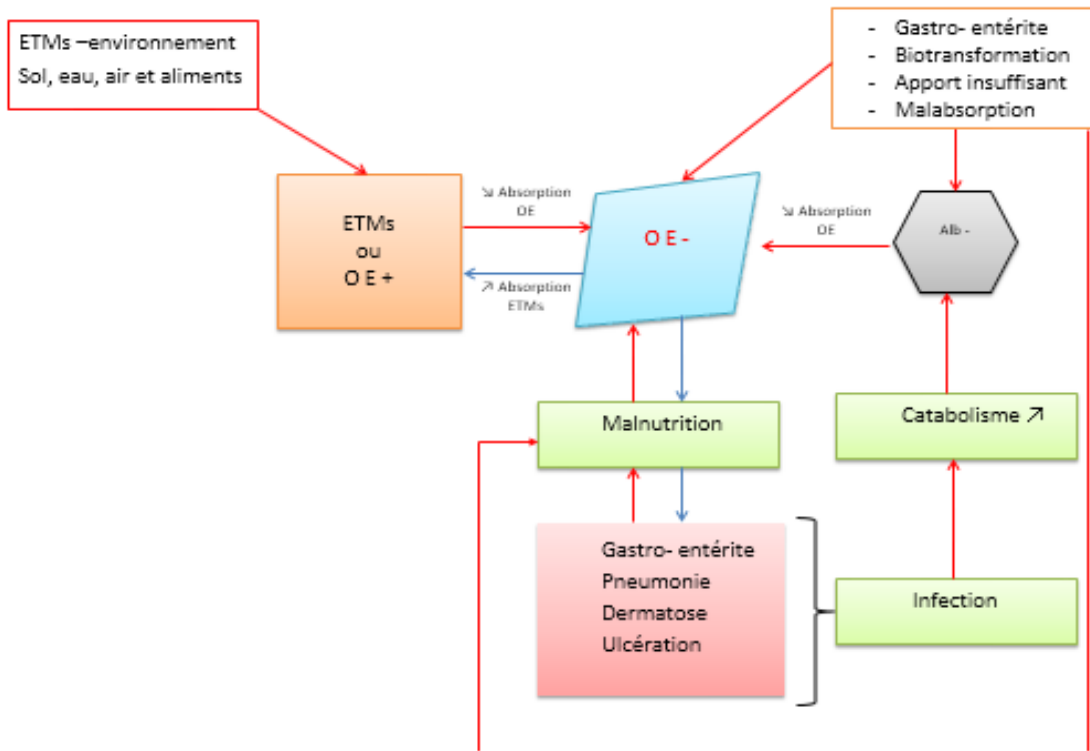 ETMs –environnement
Sol, eau, air et aliments
- Gastro- entérite
- Biotransformation
- Apport insuffisant
- Malabsorption
ETMs
ou
O E +
↘ Absorption
OE
↗ Absorption
ETMs
O E -
↘ Absorption
OE
Alb -
Malnutrition
Catabolisme ↗
Gastro- entérite
Pneumonie
Dermatose
Ulcération
Infection